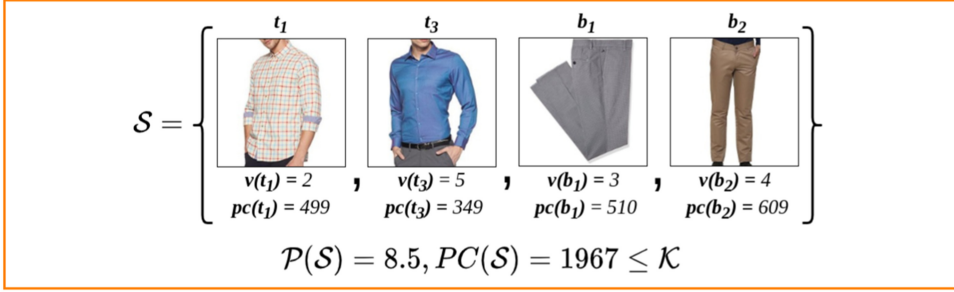 t₁ t₃ b₁ b₂
𝒮 = { , , , }
v(t₁) = 2 v(t₃) = 5 v(b₁) = 3 v(b₂) = 4
pc(t₁) = 499 pc(t₃) = 349 pc(b₁) = 510 pc(b₂) = 609
𝒫(𝒮) = 8.5, PC(𝒮) = 1967 ≤ 𝒦